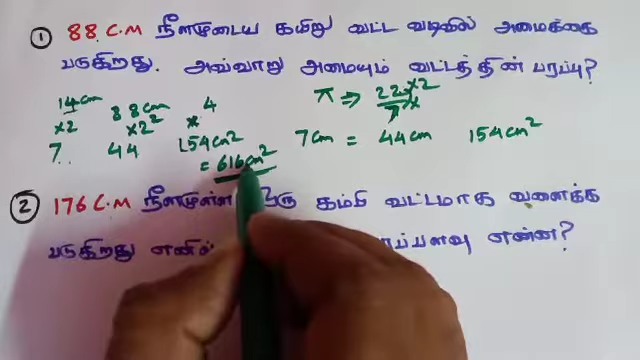 ① 88 C.M நீளமுடைய கயிறு வட்ட வடிவில் அமைக்க
படுகிறது. அவ்வாறு அமையும் வட்டத்தின் பரப்பு?
14cm 88cm 4 π ⇒ 22×2
×2 ×2² × 7×
7 44 154cm² 7cm = 44cm 154cm²
= 616cm²
② 176 C.M நீளமுள்ள ஒரு கம்பி வட்டமாக வளைக்க
படுகிறது எனில் என்ன?